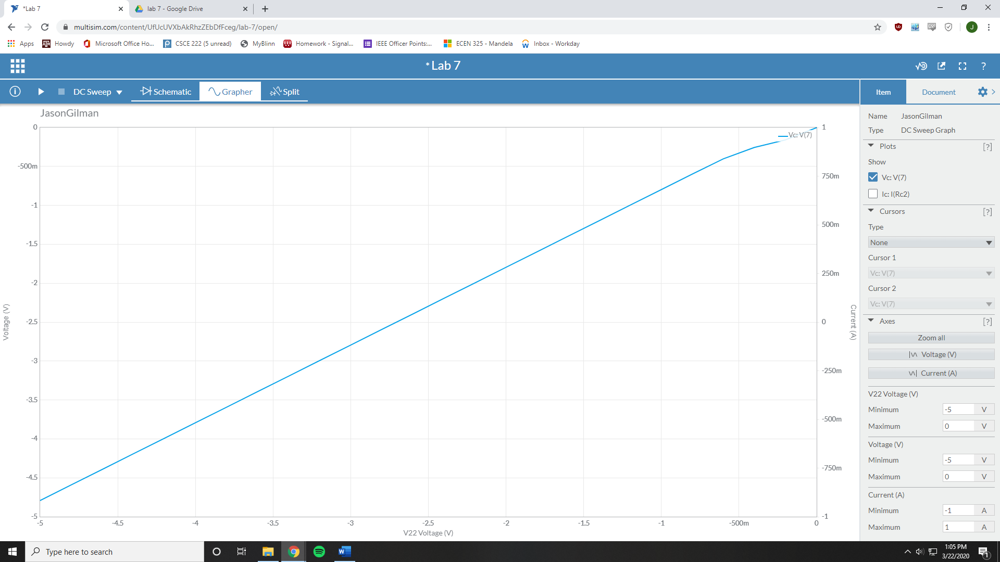 *Lab 7
lab 7 - Google Drive
multisim.com/content/UfUcUVXbAkRhzZEbDfFceg/lab-7/open/
J
Apps
Howdy
Microsoft Office Ho...
CSCE 222 (5 unread)
MyBlinn
Homework - Signal...
IEEE Officer Points:...
ECEN 325 - Mandela
Inbox - Workday
* Lab 7
?
DC Sweep
Schematic
Grapher
Split
Item
Document
JasonGilman
Vc: V(7)
0
-500m
-1
-1.5
-2
-2.5
-3
-3.5
-4
-4.5
-5
Voltage (V)
-5
-4.5
-4
-3.5
-3
-2.5
-2
-1.5
-1
-500m
0
V22 Voltage (V)
1
750m
500m
250m
0
-250m
-500m
-750m
-1
Current (A)
Name JasonGilman
Type DC Sweep Graph
Plots [?]
Show
Vc: V(7)
Ic: I(Rc2)
Cursors [?]
Type
None
Cursor 1
Vc: V(7)
Cursor 2
Vc: V(7)
Axes [?]
Zoom all
Voltage (V)
Current (A)
V22 Voltage (V)
Minimum -5 V
Maximum 0 V
Voltage (V)
Minimum -5 V
Maximum 0 V
Current (A)
Minimum -1 A
Maximum 1 A
Type here to search
1:05 PM
3/22/2020
1